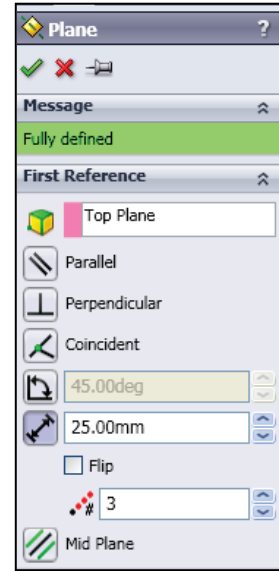 Plane ?
Message
Fully defined
First Reference
Top Plane
Parallel
Perpendicular
Coincident
45.00deg
25.00mm
Flip
# 3
Mid Plane